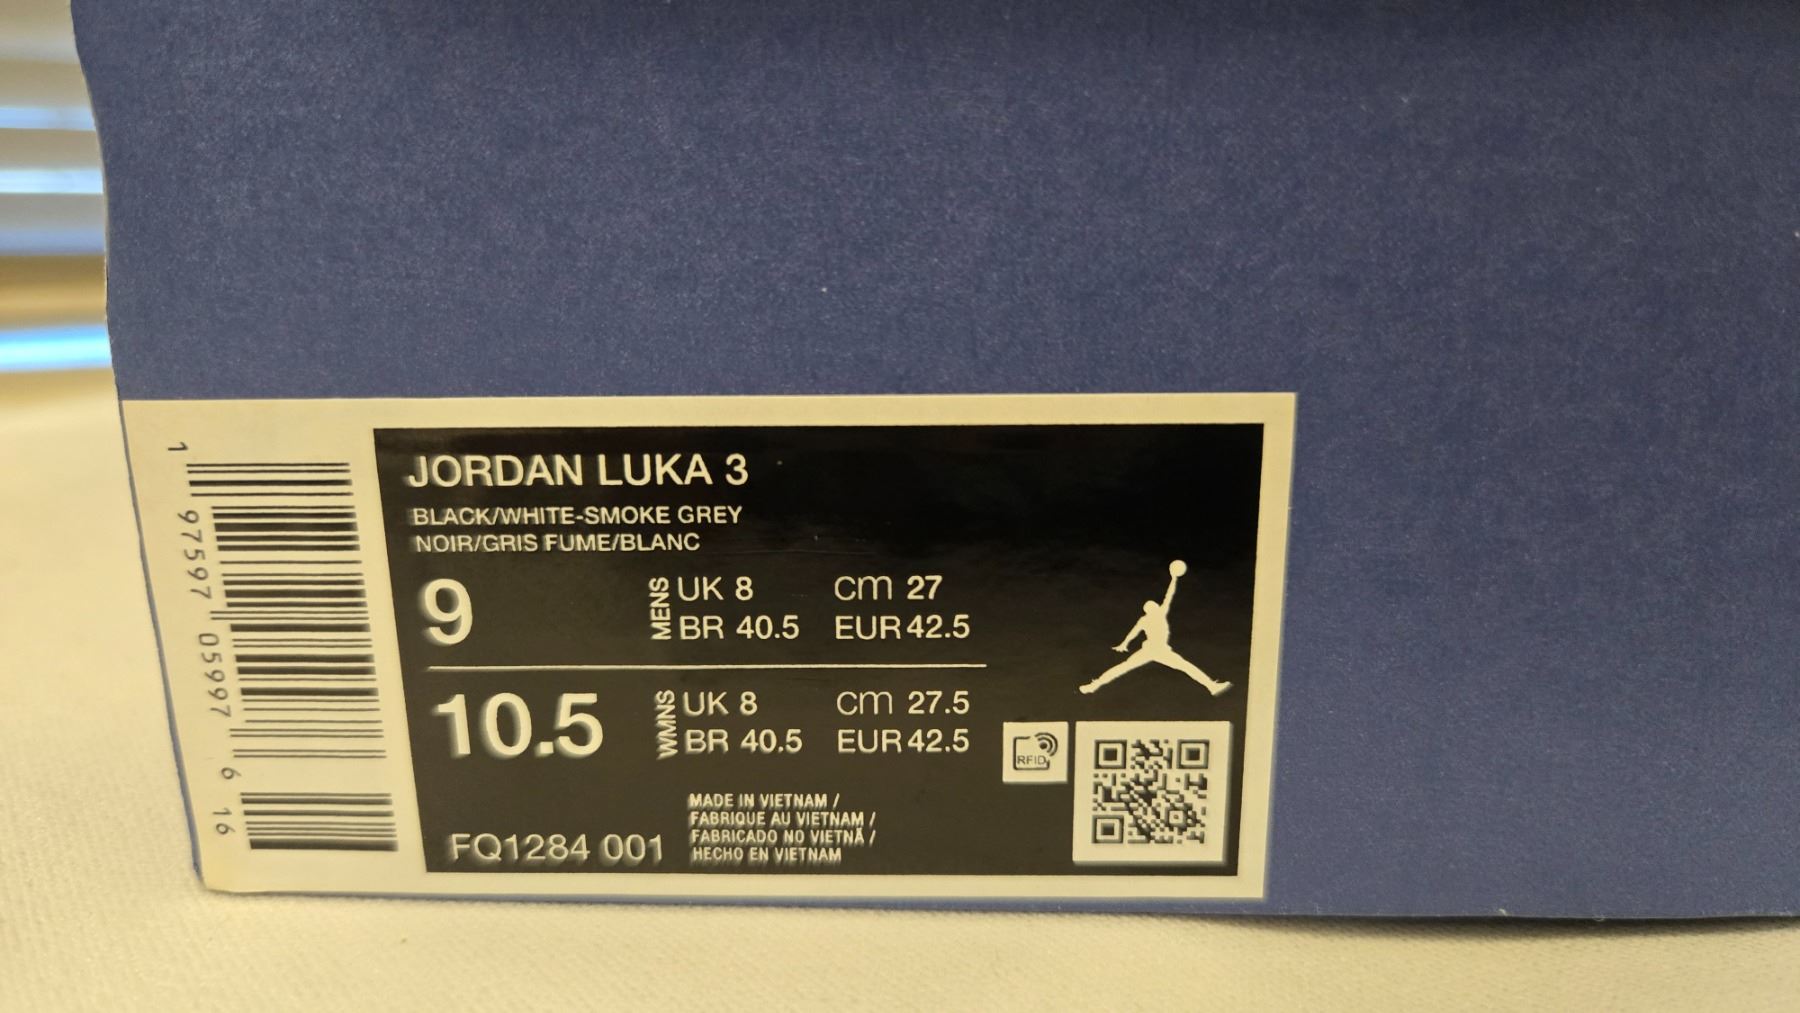 JORDAN LUKA 3
BLACK/WHITE-SMOKE GREY
NOIR/GRIS FUME/BLANC
9
MENS
UK 8
cm 27
BR 40.5
EUR 42.5
10.5
WMNS
UK 8
cm 27.5
BR 40.5
EUR 42.5
RFID
FQ1284 001
MADE IN VIETNAM /
FABRIQUE AU VIETNAM /
FABRICADO NO VIETNÃ /
HECHO EN VIETNAM
1 97597 05997 6 16